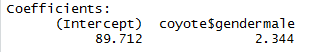 Coefficients:
(Intercept) coyote$gendermale
89.712 2.344